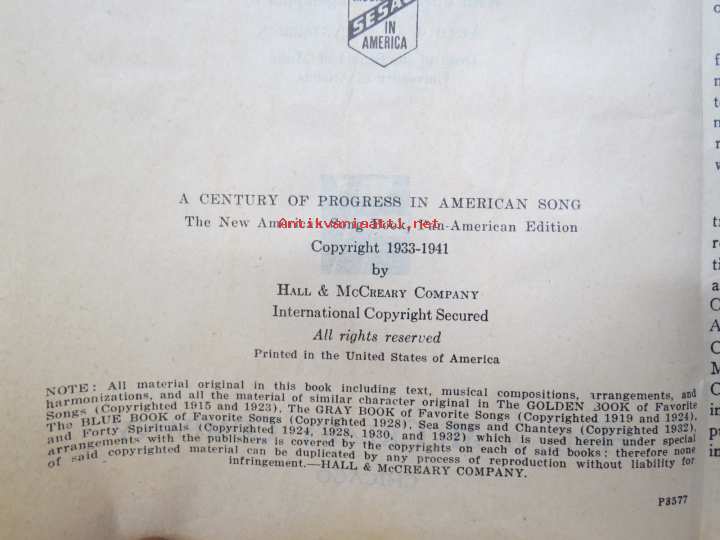 SESAC
IN
AMERICA
A CENTURY OF PROGRESS IN AMERICAN SONG
The New American Song Book, Pan-American Edition
Antikvariaatti.net
Copyright 1933-1941
by
HALL & McCREARY COMPANY
International Copyright Secured
All rights reserved
Printed in the United States of America
NOTE: All material original in this book including text, musical compositions, arrangements, and
harmonizations, and all the material of similar character original in The GOLDEN BOOK of Favorite
Songs (Copyrighted 1915 and 1923), The GRAY BOOK of Favorite Songs (Copyrighted 1919 and 1924),
The BLUE BOOK of Favorite Songs (Copyrighted 1928), Sea Songs and Chanteys (Copyrighted 1932),
and Forty Spirituals (Copyrighted 1924, 1928, 1930, and 1932) which is used herein under special
arrangements with the publishers is covered by the copyrights on each of said books; therefore none
of said copyrighted material can be duplicated by any process of reproduction without liability for
infringement.—HALL & McCREARY COMPANY.
CHICAGO
P3577